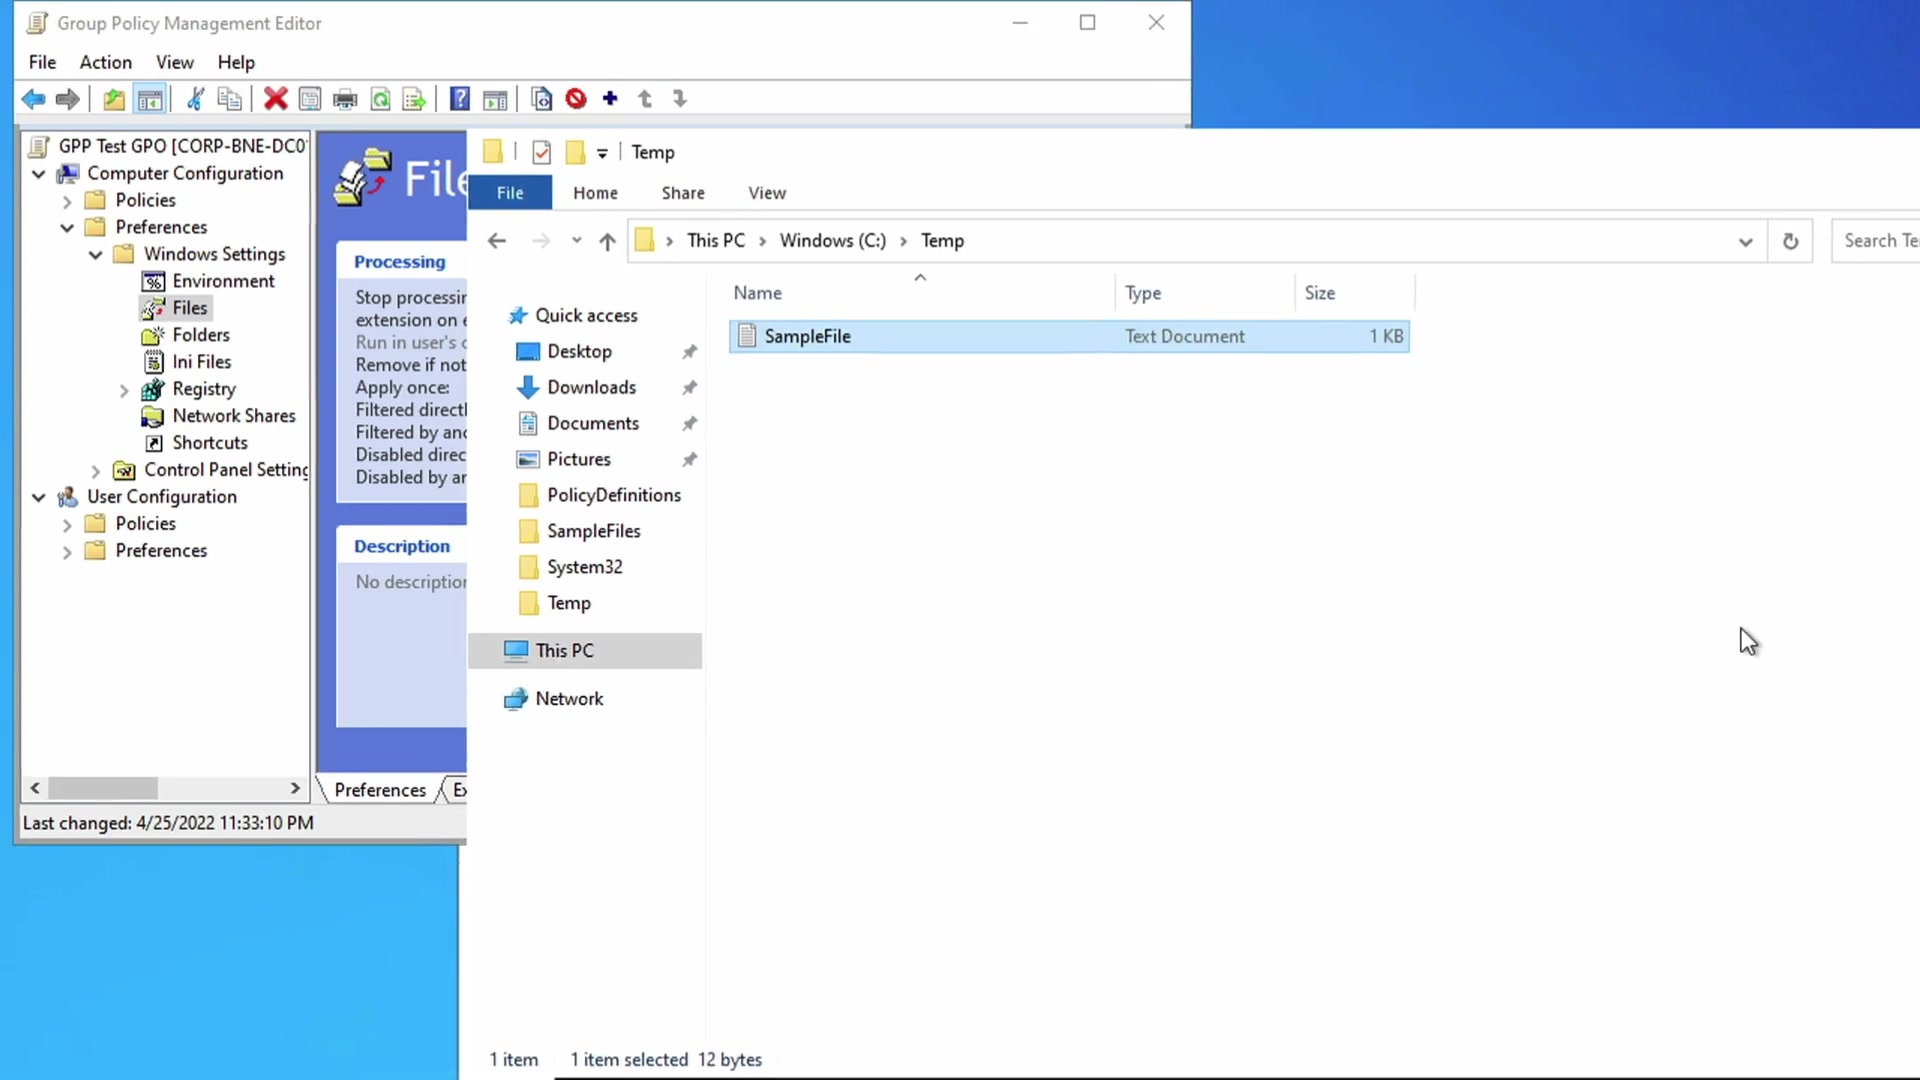 Group Policy Management Editor
File Action View Help
GPP Test GPO [CORP-BNE-DC0
Computer Configuration
Policies
Preferences
Windows Settings
Environment
Files
Folders
Ini Files
Registry
Network Shares
Shortcuts
Control Panel Setting
User Configuration
Policies
Preferences
File
Processing
Stop processin
extension on e
Run in user's c
Remove if not
Apply once:
Filtered directl
Filtered by ano
Disabled direc
Disabled by an
Description
No description
Preferences Ex
Last changed: 4/25/2022 11:33:10 PM
Temp
File Home Share View
This PC Windows (C:) Temp
Search Te
Name Type Size
SampleFile Text Document 1 KB
Quick access
Desktop
Downloads
Documents
Pictures
PolicyDefinitions
SampleFiles
System32
Temp
This PC
Network
1 item 1 item selected 12 bytes